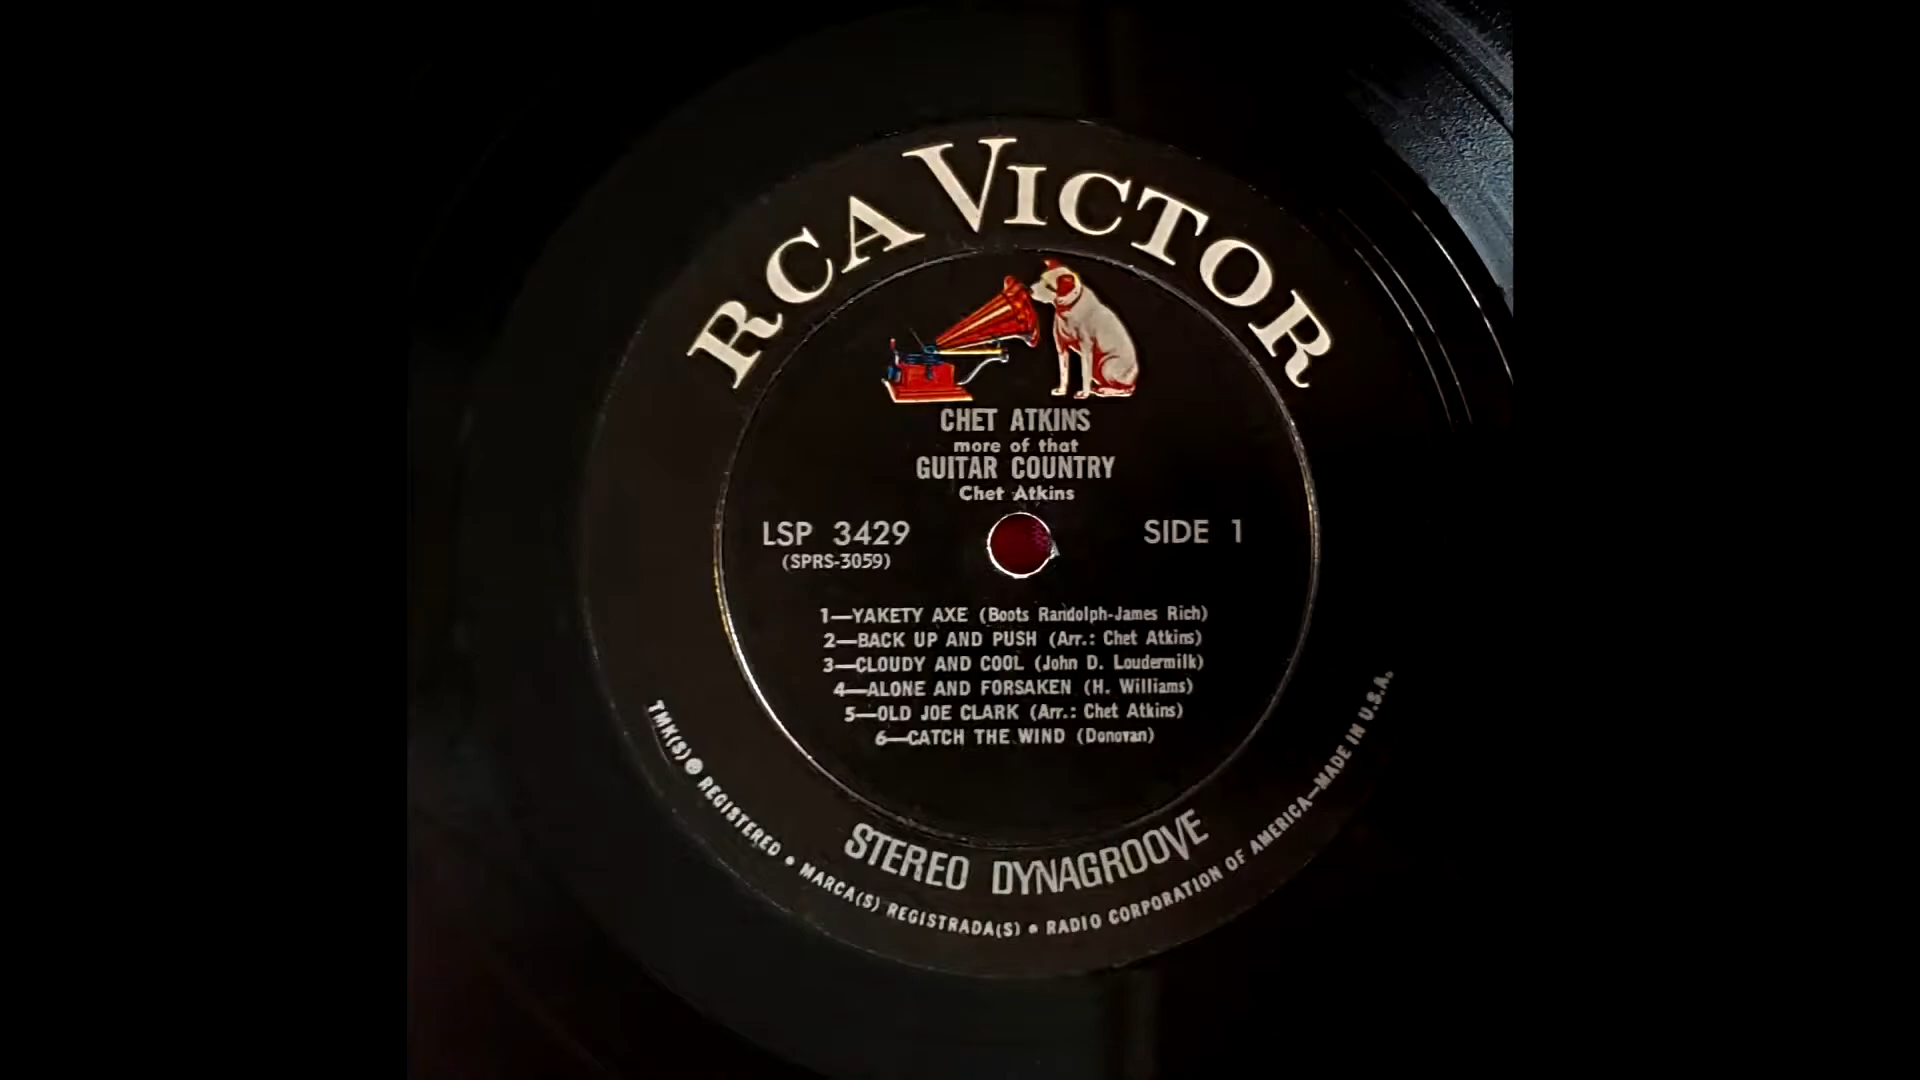 RCA VICTOR
CHET ATKINS
more of that
GUITAR COUNTRY
Chet Atkins
LSP 3429
(SPRS-3059)
SIDE 1
1—YAKETY AXE (Boots Randolph-James Rich)
2—BACK UP AND PUSH (Arr.: Chet Atkins)
3—CLOUDY AND COOL (John D. Loudermilk)
4—ALONE AND FORSAKEN (H. Williams)
5—OLD JOE CLARK (Arr.: Chet Atkins)
6—CATCH THE WIND (Donovan)
STEREO DYNAGROOVE
TMK(S) ® REGISTERED • MARCA(S) REGISTRADA(S) • RADIO CORPORATION OF AMERICA—MADE IN U.S.A.